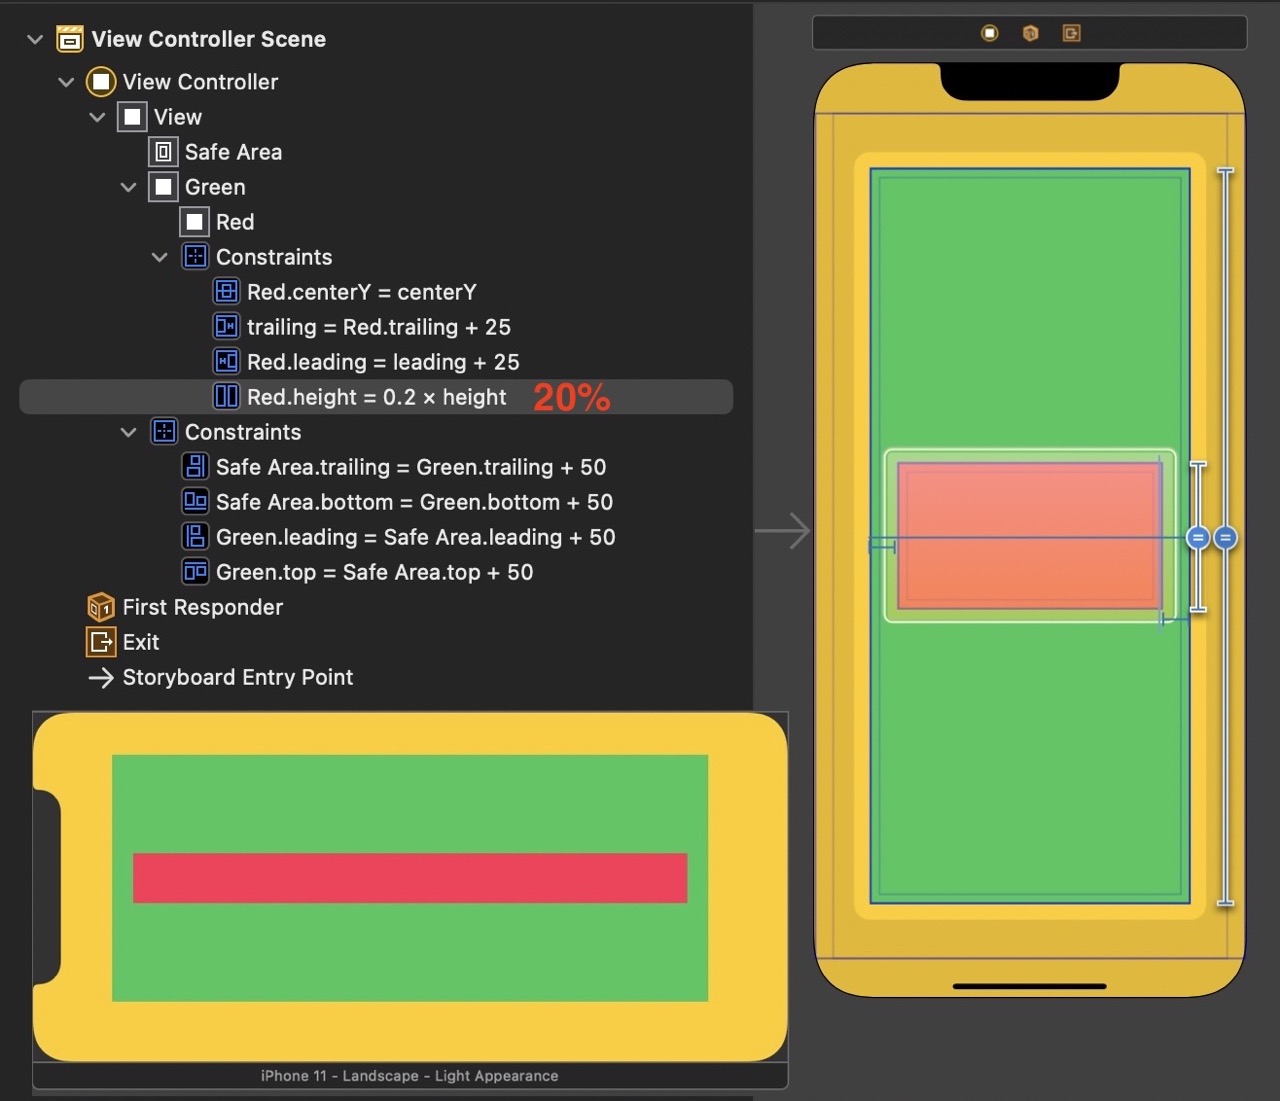 View Controller Scene
View Controller
View
Safe Area
Green
Red
Constraints
Red.centerY = centerY
trailing = Red.trailing + 25
Red.leading = leading + 25
Red.height = 0.2 × height 20%
Constraints
Safe Area.trailing = Green.trailing + 50
Safe Area.bottom = Green.bottom + 50
Green.leading = Safe Area.leading + 50
Green.top = Safe Area.top + 50
First Responder
Exit
Storyboard Entry Point
iPhone 11 - Landscape - Light Appearance